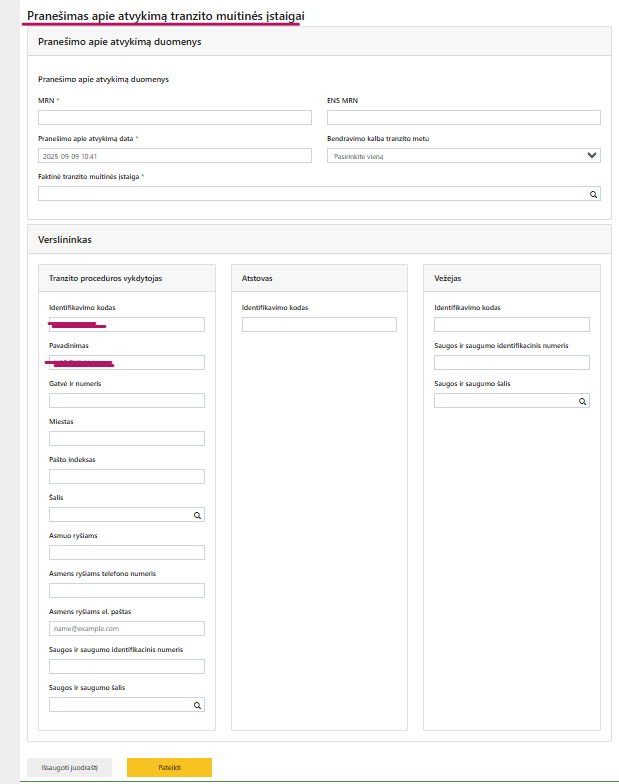 Pranešimas apie atvykimą tranzito muitinės įstaigai
Pranešimo apie atvykimą duomenys
Pranešimo apie atvykimą duomenys
MRN *
ENS MRN
Pranešimo apie atvykimą data *
Bendravimo kalba tranzito metu
2025-09-09 10:41
Pasirinkite vieną
Faktinė tranzito muitinės įstaiga *
Verslininkas
Tranzito procedūros vykdytojas
Identifikavimo kodas
Pavadinimas
Gatvė ir numeris
Miestas
Pašto indeksas
Šalis
Asmuo ryšiams
Asmens ryšiams telefono numeris
Asmens ryšiams el. paštas
name@example.com
Saugos ir saugumo identifikacinis numeris
Saugos ir saugumo šalis
Atstovas
Identifikavimo kodas
Vežėjas
Identifikavimo kodas
Saugos ir saugumo identifikacinis numeris
Saugos ir saugumo šalis
Išsaugoti juodraštį
Pateikti